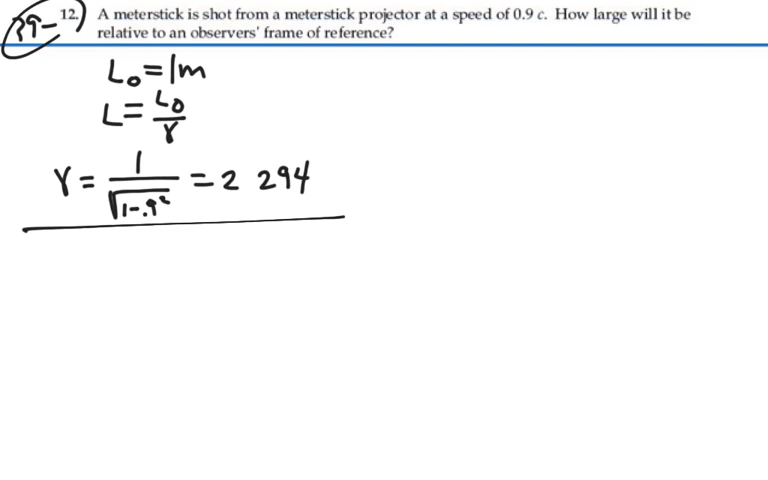 39-12. A meterstick is shot from a meterstick projector at a speed of 0.9 c. How large will it be
relative to an observers' frame of reference?
L₀ = 1m
L = L₀/γ
γ = 1/√(1-.9²) = 2 294